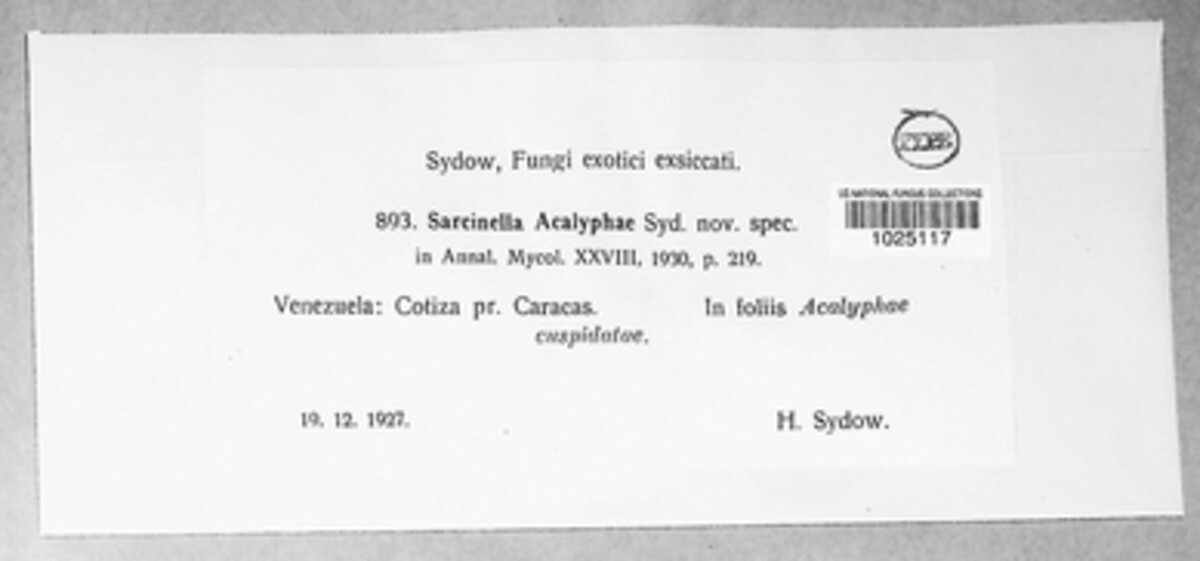 Sydow, Fungi exotici exsiccati.
US NATIONAL FUNGUS COLLECTIONS
1025117
893. Sarcinella Acalyphae Syd. nov. spec.
in Annal. Mycol. XXVIII, 1930, p. 219.
Venezuela: Cotiza pr. Caracas. In foliis Acalyphae
cuspidatae.
19. 12. 1927. H. Sydow.